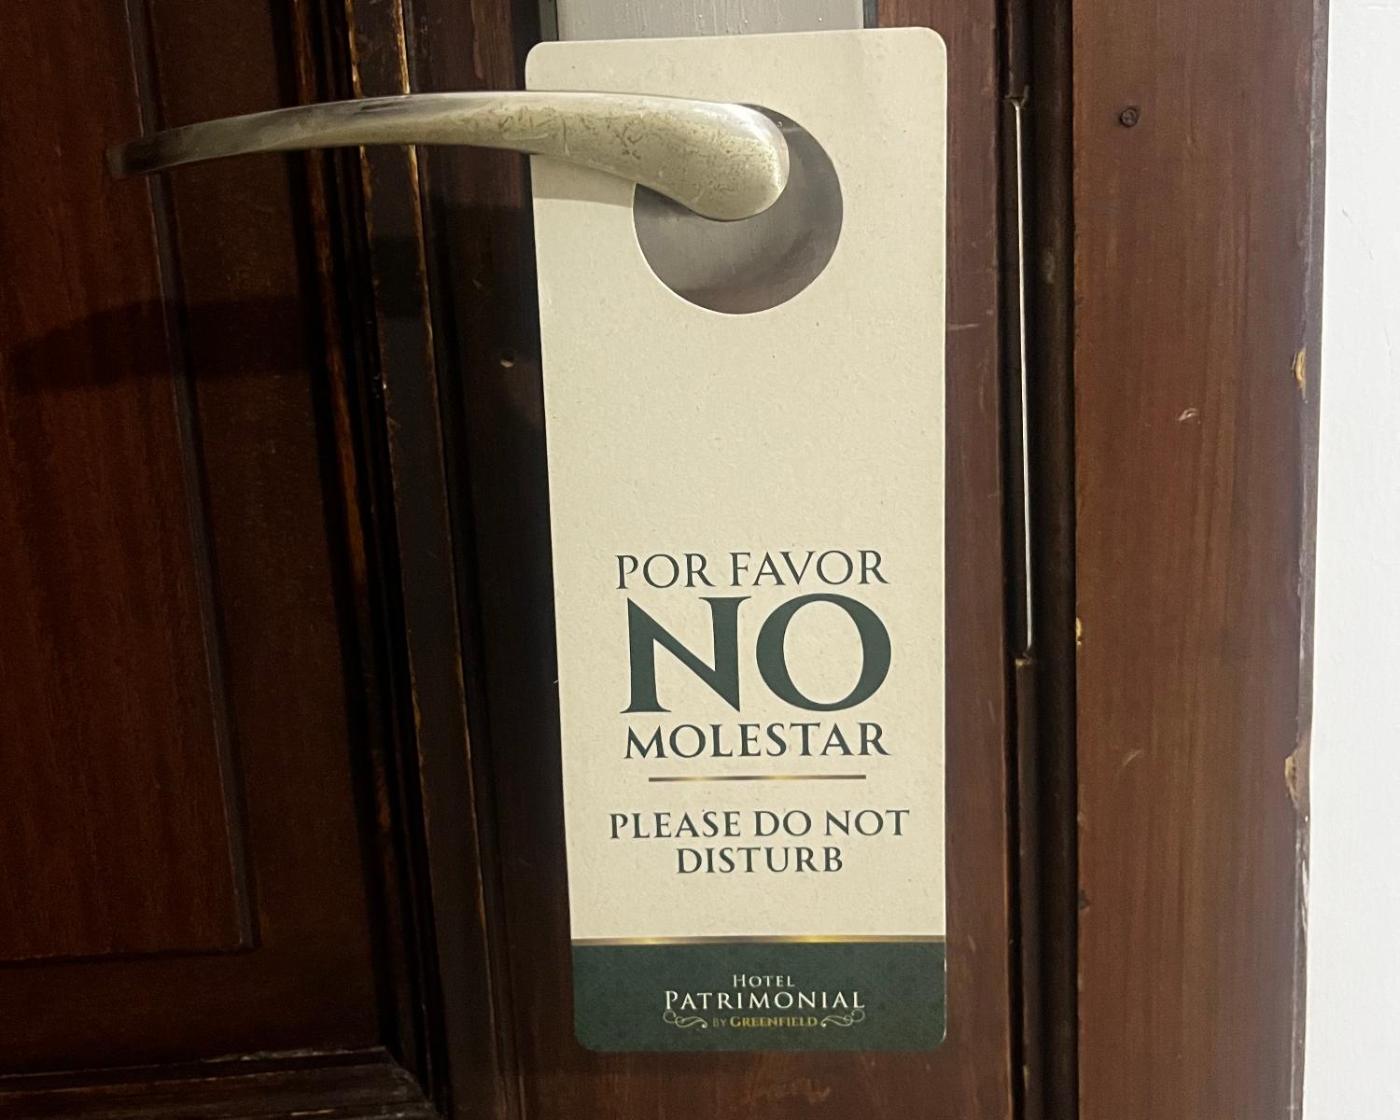 POR FAVOR
NO
MOLESTAR
PLEASE DO NOT
DISTURB
HOTEL
PATRIMONIAL
BY GREENFIELD